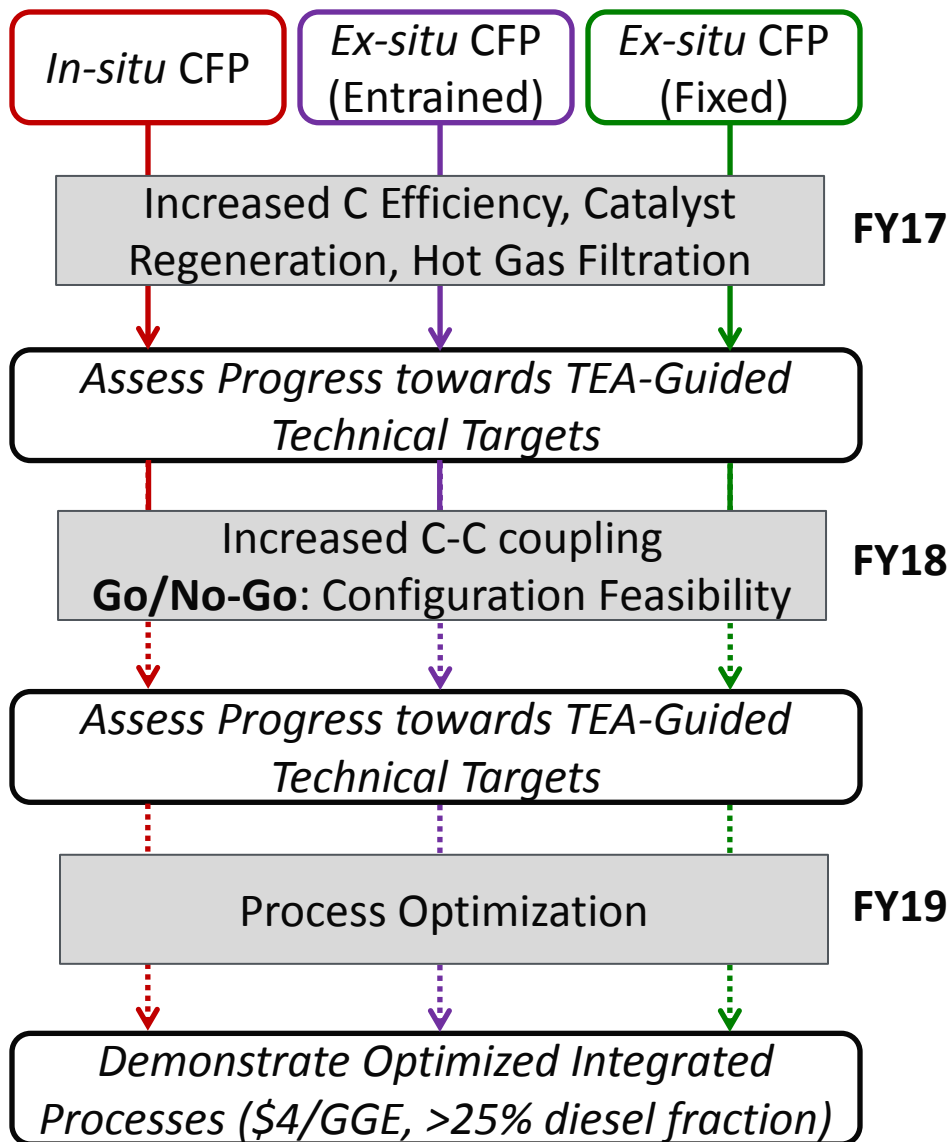 In-situ CFP
Ex-situ CFP
(Entrained)
Ex-situ CFP
(Fixed)
Increased C Efficiency, Catalyst
Regeneration, Hot Gas Filtration
FY17
Assess Progress towards TEA-Guided
Technical Targets
Increased C-C coupling
Go/No-Go: Configuration Feasibility
FY18
Assess Progress towards TEA-Guided
Technical Targets
Process Optimization
FY19
Demonstrate Optimized Integrated
Processes ($4/GGE, >25% diesel fraction)